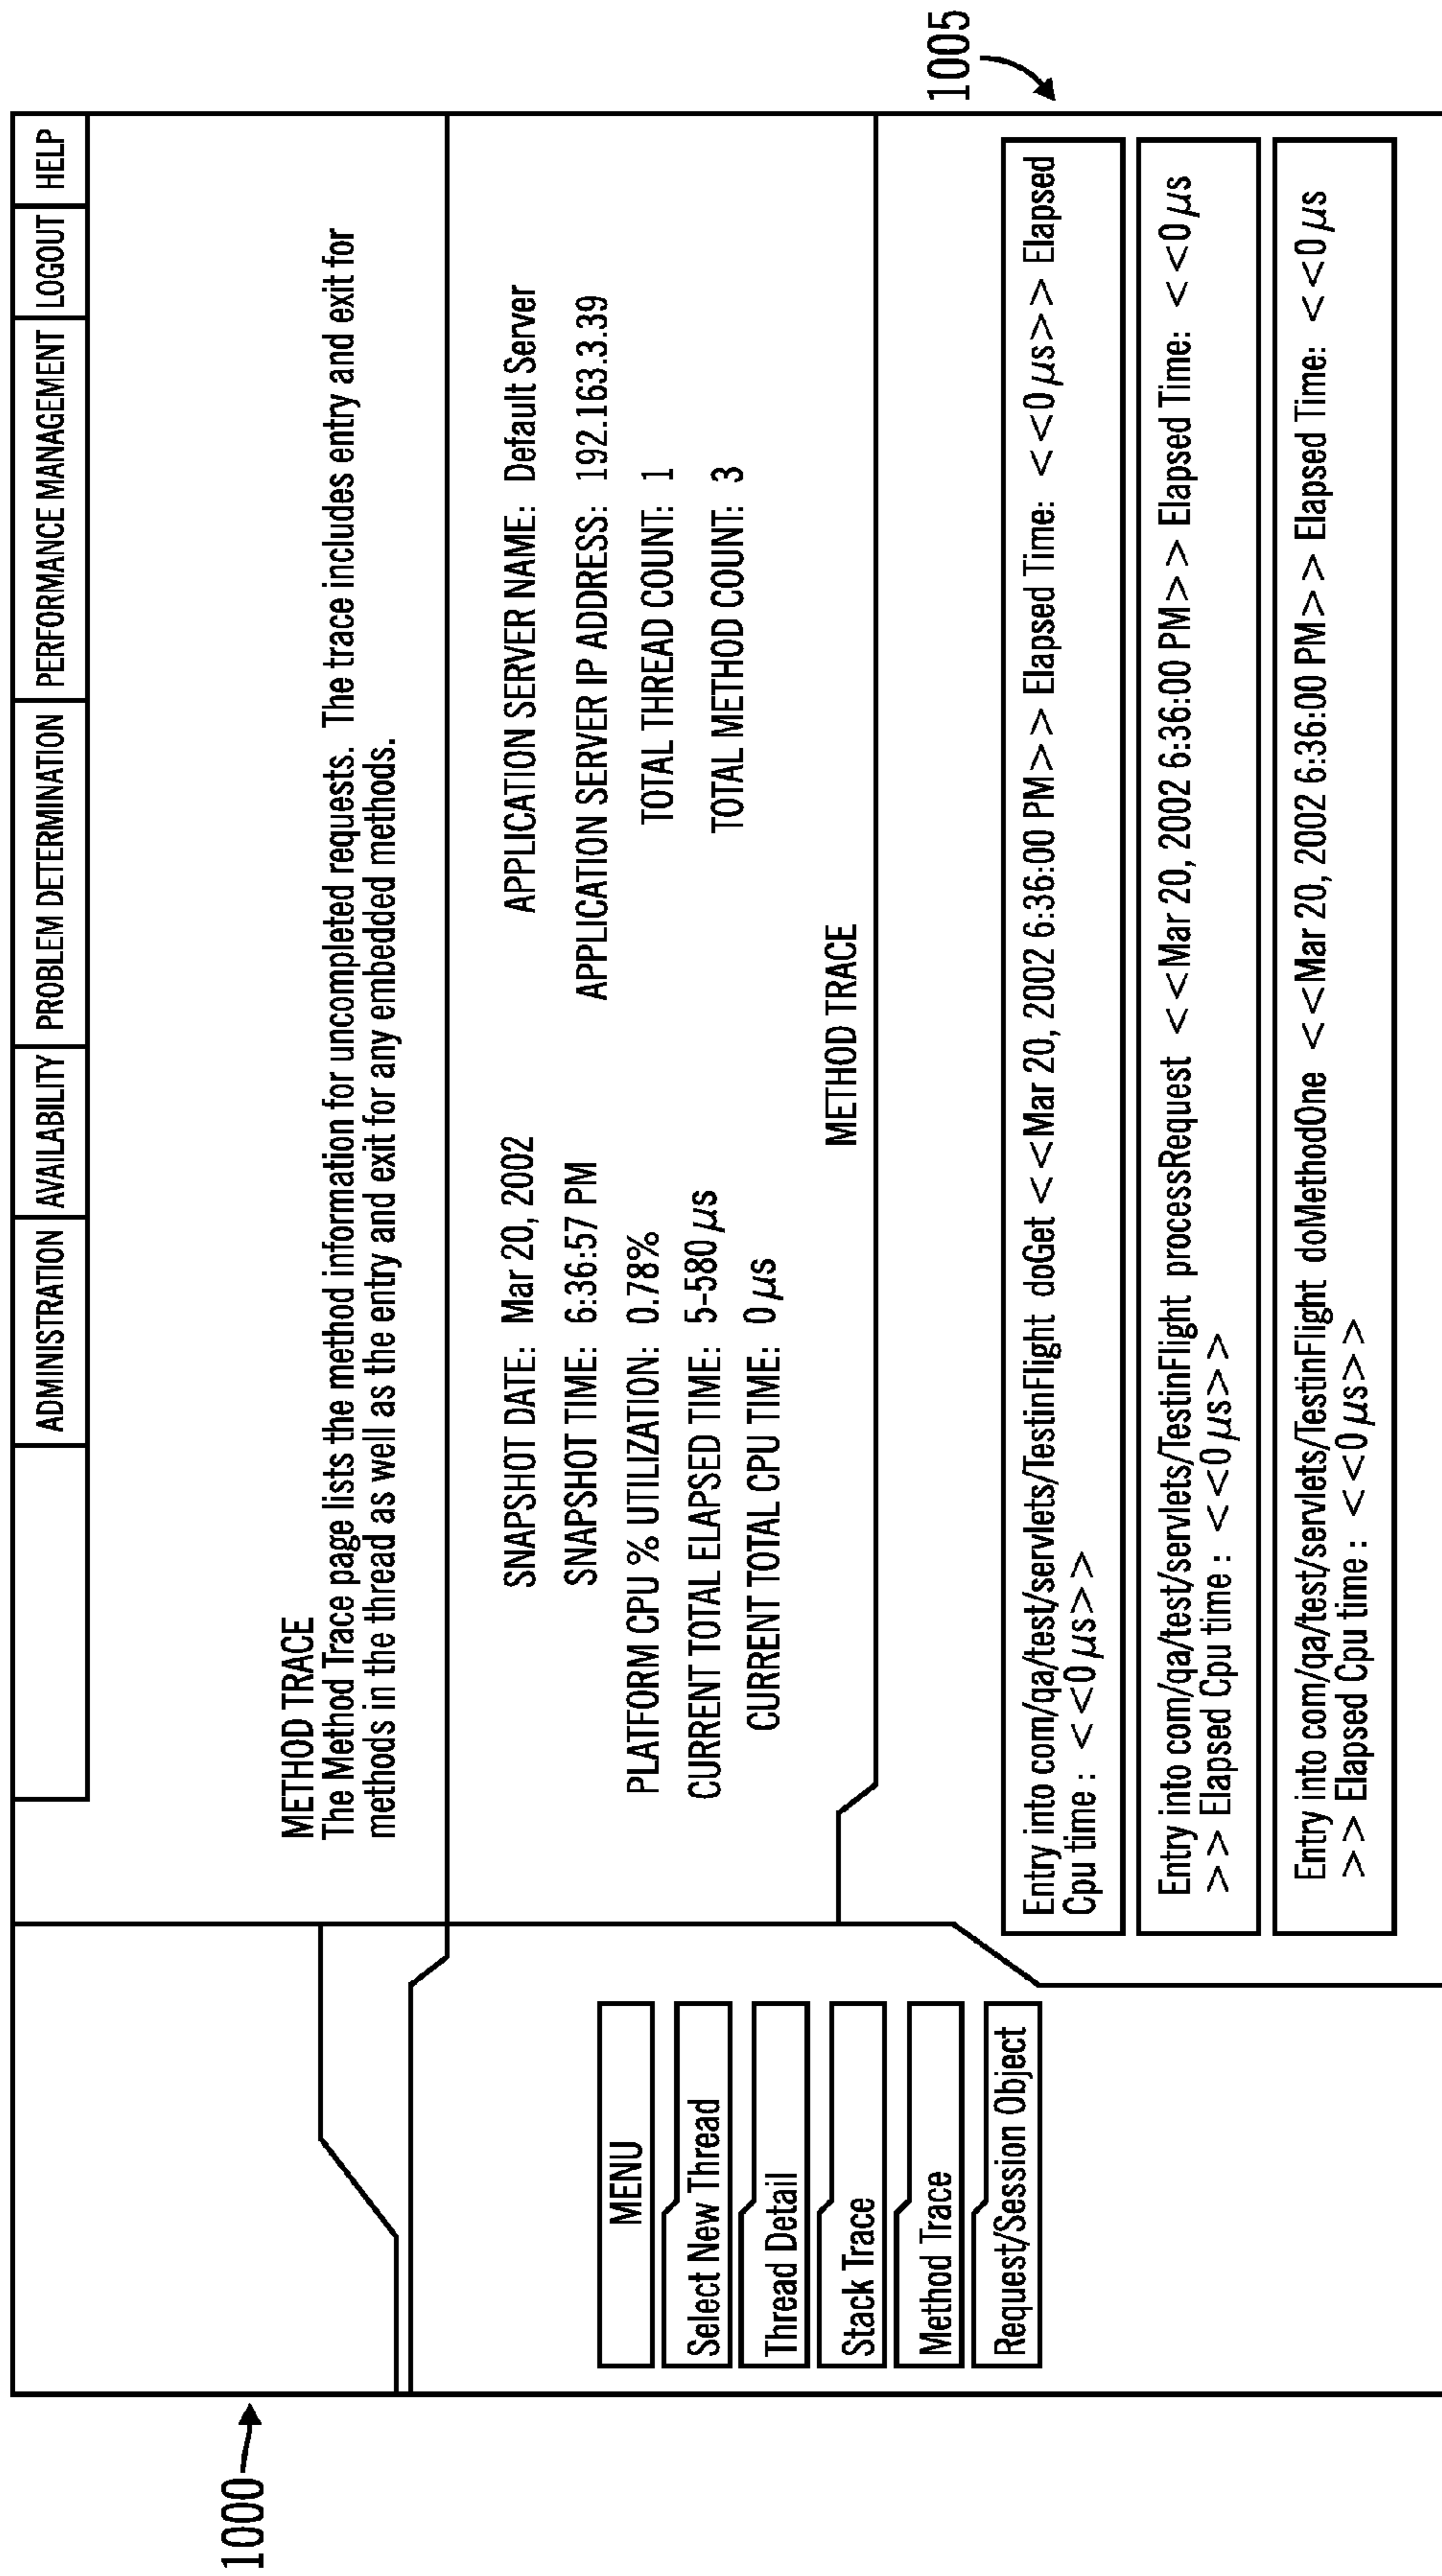 1000
ADMINISTRATION AVAILABILITY PROBLEM DETERMINATION PERFORMANCE MANAGEMENT LOGOUT HELP
METHOD TRACE
The Method Trace page lists the method information for uncompleted requests. The trace includes entry and exit for
methods in the thread as well as the entry and exit for any embedded methods.
SNAPSHOT DATE: Mar 20, 2002 APPLICATION SERVER NAME: Default Server
SNAPSHOT TIME: 6:36:57 PM APPLICATION SERVER IP ADDRESS: 192.163.3.39
PLATFORM CPU % UTILIZATION: 0.78% TOTAL THREAD COUNT: 1
CURRENT TOTAL ELAPSED TIME: 5-580 µs TOTAL METHOD COUNT: 3
CURRENT TOTAL CPU TIME: 0 µs
METHOD TRACE
MENU
Select New Thread
Thread Detail
Stack Trace
Method Trace
Request/Session Object
1005
Entry into com/qa/test/servlets/TestinFlight doGet <<Mar 20, 2002 6:36:00 PM>> Elapsed Time: <<0 µs>> Elapsed
Cpu time : <<0 µs>>
Entry into com/qa/test/servlets/TestinFlight processRequest <<Mar 20, 2002 6:36:00 PM>> Elapsed Time: <<0 µs
>> Elapsed Cpu time : <<0 µs>>
Entry into com/qa/test/servlets/TestinFlight doMethodOne <<Mar 20, 2002 6:36:00 PM>> Elapsed Time: <<0 µs
>> Elapsed Cpu time : <<0 µs>>